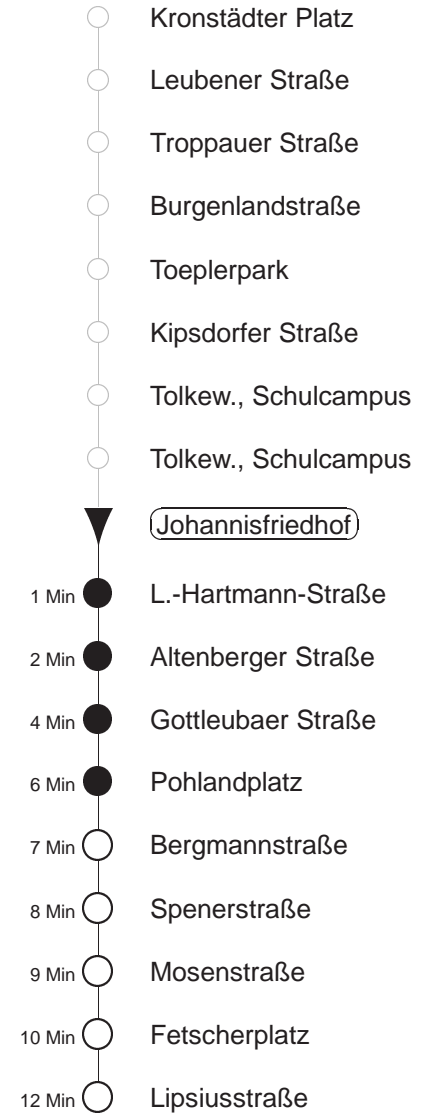 Kronstädter Platz
Leubener Straße
Troppauer Straße
Burgenlandstraße
Toeplerpark
Kipsdorfer Straße
Tolkew., Schulcampus
Tolkew., Schulcampus
Johannisfriedhof
1 Min L.-Hartmann-Straße
2 Min Altenberger Straße
4 Min Gottleubaer Straße
6 Min Pohlandplatz
7 Min Bergmannstraße
8 Min Spenerstraße
9 Min Mosenstraße
10 Min Fetscherplatz
12 Min Lipsiusstraße